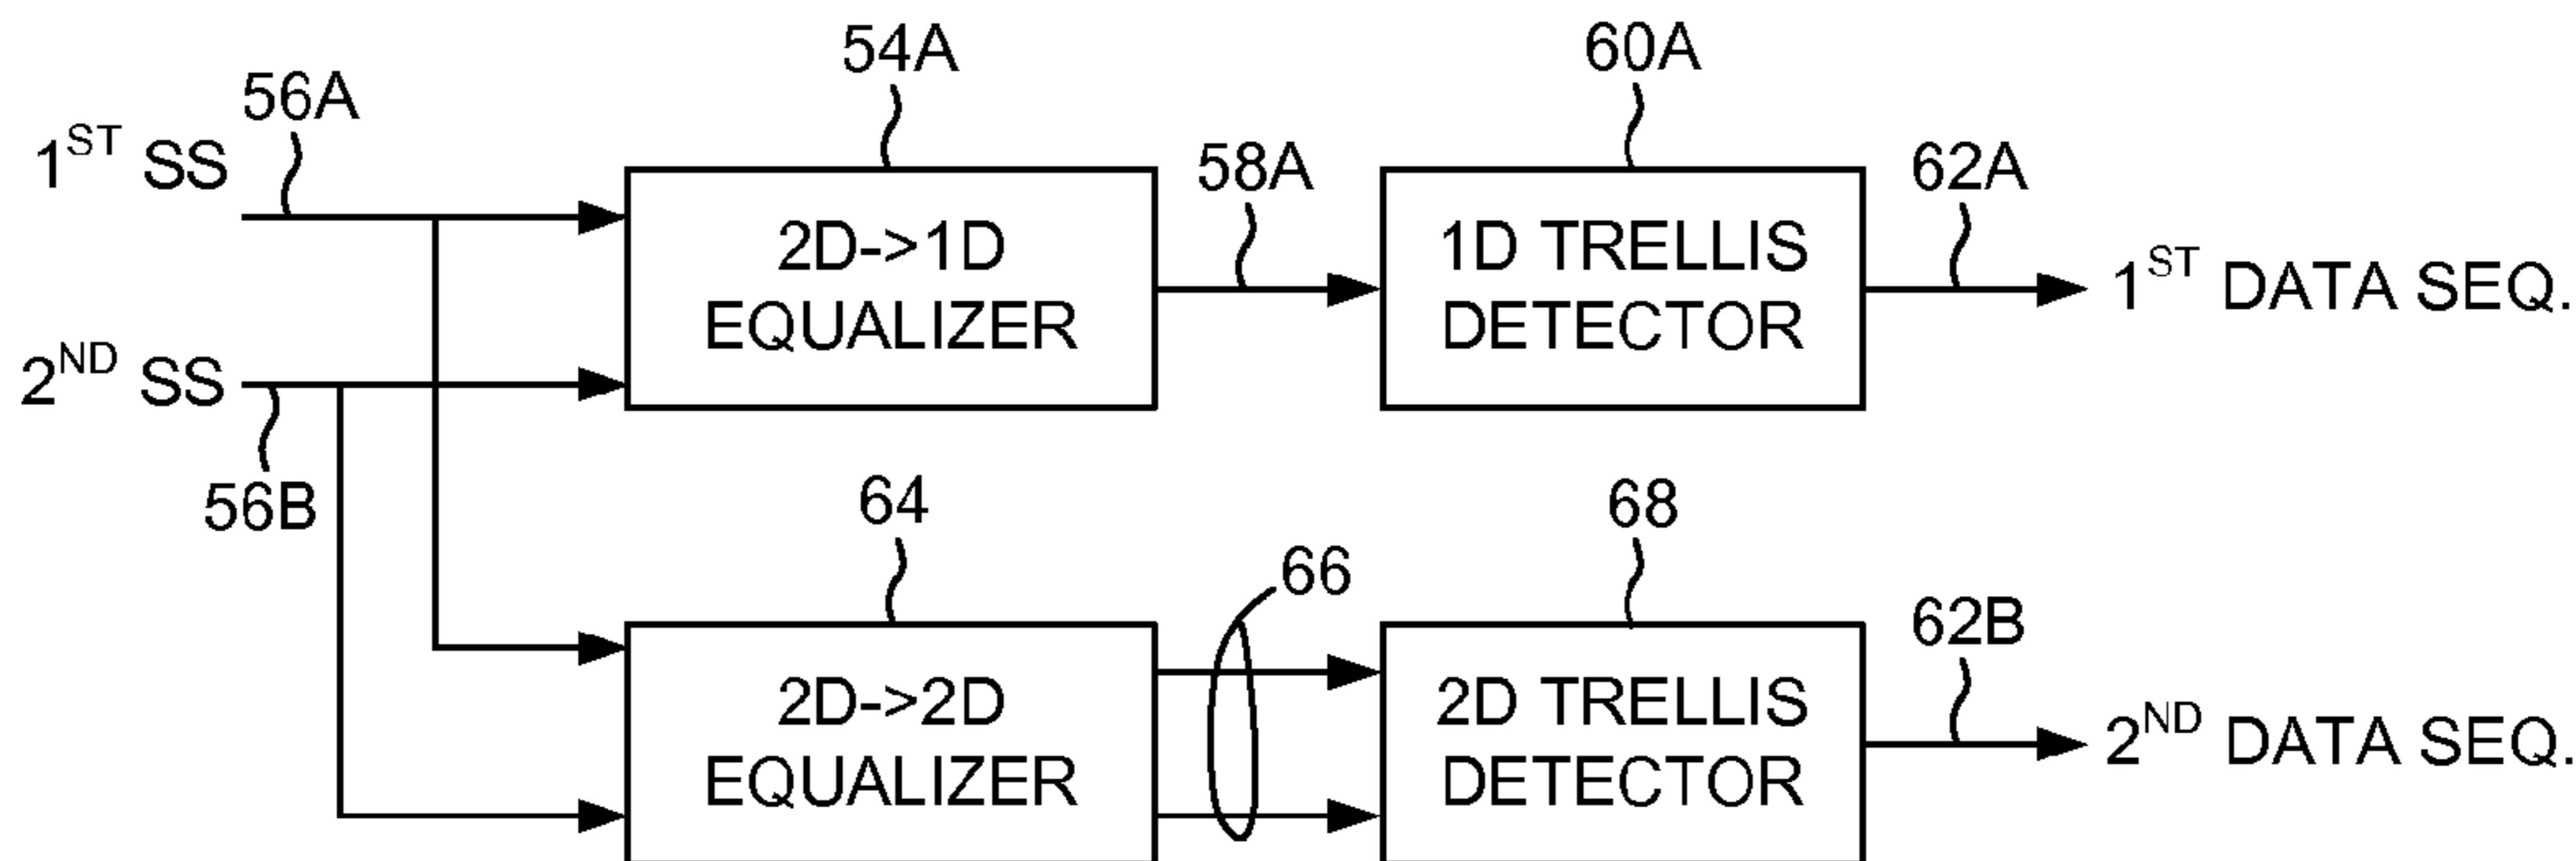 54A
60A
56A
1ST SS
58A
62A
2D->1D
EQUALIZER
1D TRELLIS
DETECTOR
1ST DATA SEQ.
2ND SS
56B
64
68
66
62B
2D->2D
EQUALIZER
2D TRELLIS
DETECTOR
2ND DATA SEQ.